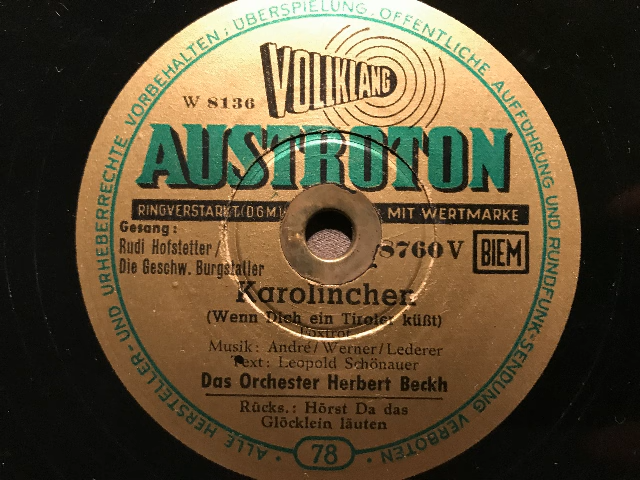 ALLE HERSTELLER- UND URHEBERRECHTE VORBEHALTEN; ÜBERSPIELUNG, ÖFFENTLICHE AUFFÜHRUNG UND RUNDFUNK-SENDUNG VERBOTEN
VOLLKLANG
W 8136
AUSTROTON
RINGVERSTÄRKT (DGM) MIT WERTMARKE
Gesang:
Rudi Hofstetter/
Die Geschw. Burgstaller
8760 V
BIEM
Karolinchen
(Wenn Dich ein Tiroler küßt)
Foxtrot
Musik: André/Werner/Lederer
Text: Leopold Schönauer
Das Orchester Herbert Beckh
Rücks.: Hörst Da das
Glöcklein läuten
78